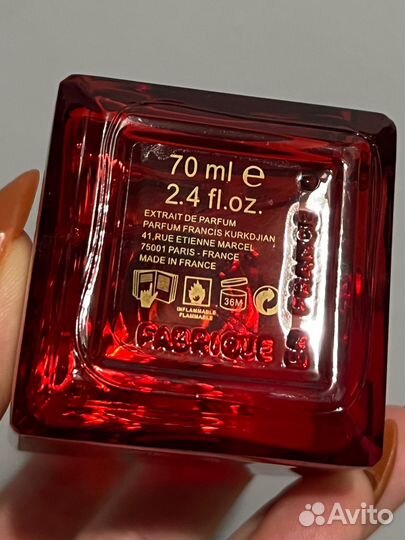 70 ml e
2.4 fl.oz.
EXTRAIT DE PARFUM
PARFUM FRANCIS KURKDJIAN
41,RUE ETIENNE MARCEL
75001 PARIS - FRANCE
MADE IN FRANCE
36M
INFLAMMABLE
FLAMMABLE
FABRIQUE
Avito